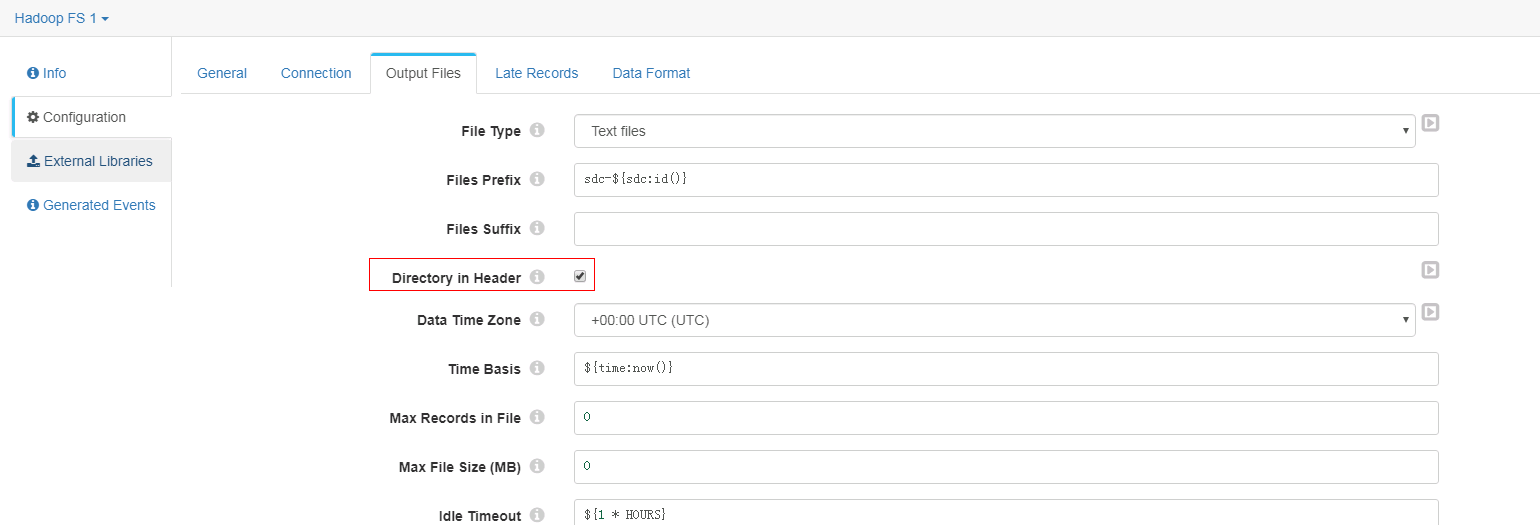 Hadoop FS 1
Info
Configuration
External Libraries
Generated Events
General Connection Output Files Late Records Data Format
File Type Text files
Files Prefix sdc-${sdc:id()}
Files Suffix
Directory in Header
Data Time Zone +00:00 UTC (UTC)
Time Basis ${time:now()}
Max Records in File 0
Max File Size (MB) 0
Idle Timeout ${1 * HOURS}